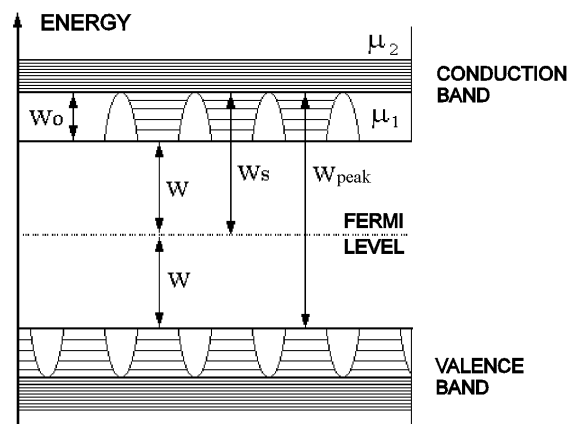 ENERGY
μ2
CONDUCTION
BAND
Wo
μ1
W
Ws
Wpeak
FERMI
LEVEL
W
VALENCE
BAND